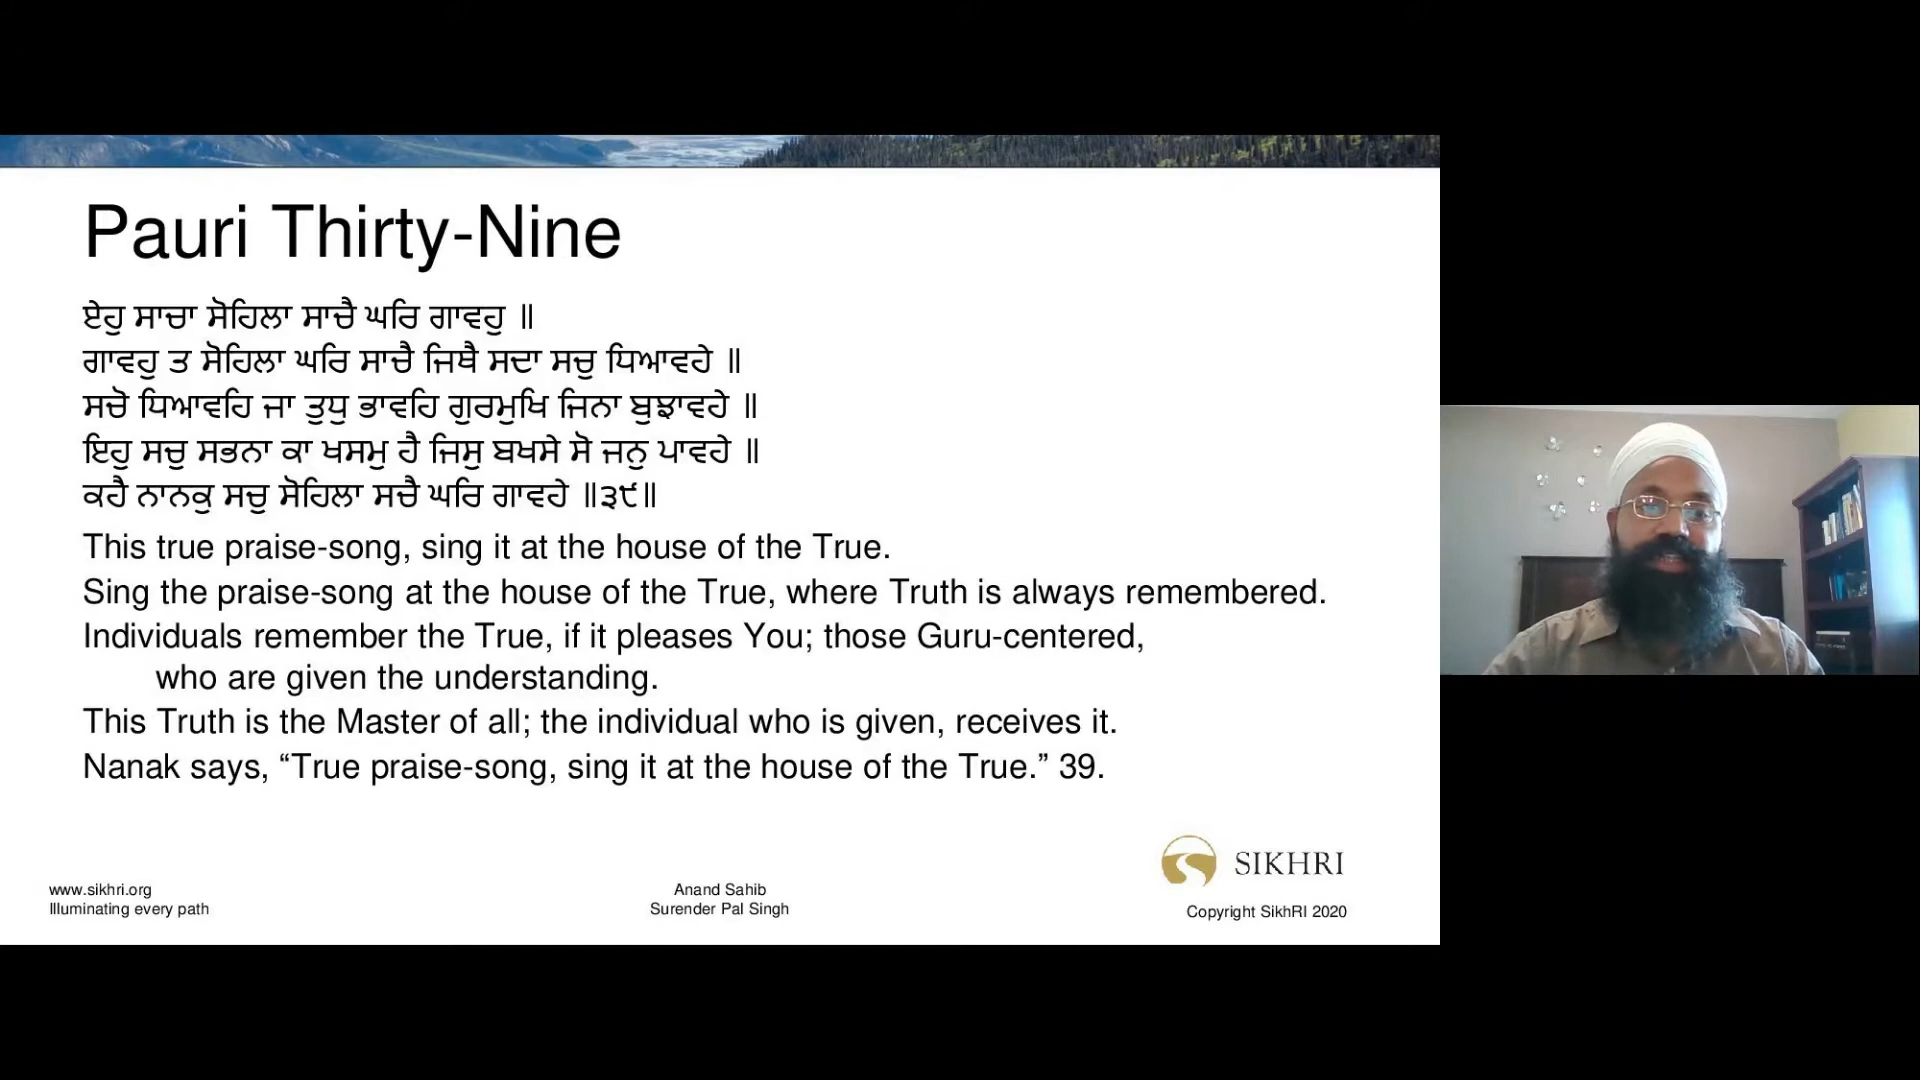 Pauri Thirty-Nine
ਏਹੁ ਸਾਚਾ ਸੋਹਿਲਾ ਸਾਚੈ ਘਰਿ ਗਾਵਹੁ ॥
ਗਾਵਹੁ ਤ ਸੋਹਿਲਾ ਘਰਿ ਸਾਚੈ ਜਿਥੈ ਸਦਾ ਸਚੁ ਧਿਆਵਹੇ ॥
ਸਚੋ ਧਿਆਵਹਿ ਜਾ ਤੁਧੁ ਭਾਵਹਿ ਗੁਰਮੁਖਿ ਜਿਨਾ ਬੁਝਾਵਹੇ ॥
ਇਹੁ ਸਚੁ ਸਭਨਾ ਕਾ ਖਸਮੁ ਹੈ ਜਿਸੁ ਬਖਸੇ ਸੋ ਜਨੁ ਪਾਵਹੇ ॥
ਕਹੈ ਨਾਨਕੁ ਸਚੁ ਸੋਹਿਲਾ ਸਚੈ ਘਰਿ ਗਾਵਹੇ ॥੩੯॥
This true praise-song, sing it at the house of the True.
Sing the praise-song at the house of the True, where Truth is always remembered.
Individuals remember the True, if it pleases You; those Guru-centered,
who are given the understanding.
This Truth is the Master of all; the individual who is given, receives it.
Nanak says, “True praise-song, sing it at the house of the True.” 39.
www.sikhri.org
Illuminating every path
Anand Sahib
Surender Pal Singh
SIKHRI
Copyright SikhRI 2020